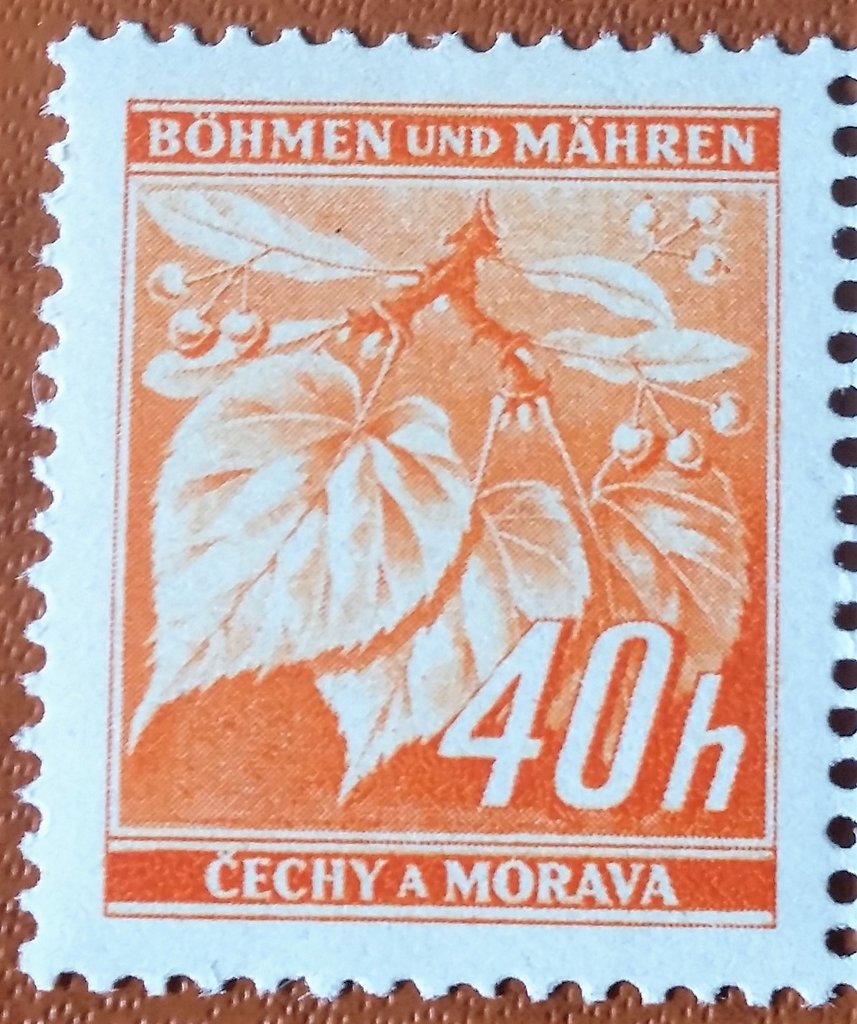 BÖHMEN UND MÄHREN
40h
ČECHY A MORAVA